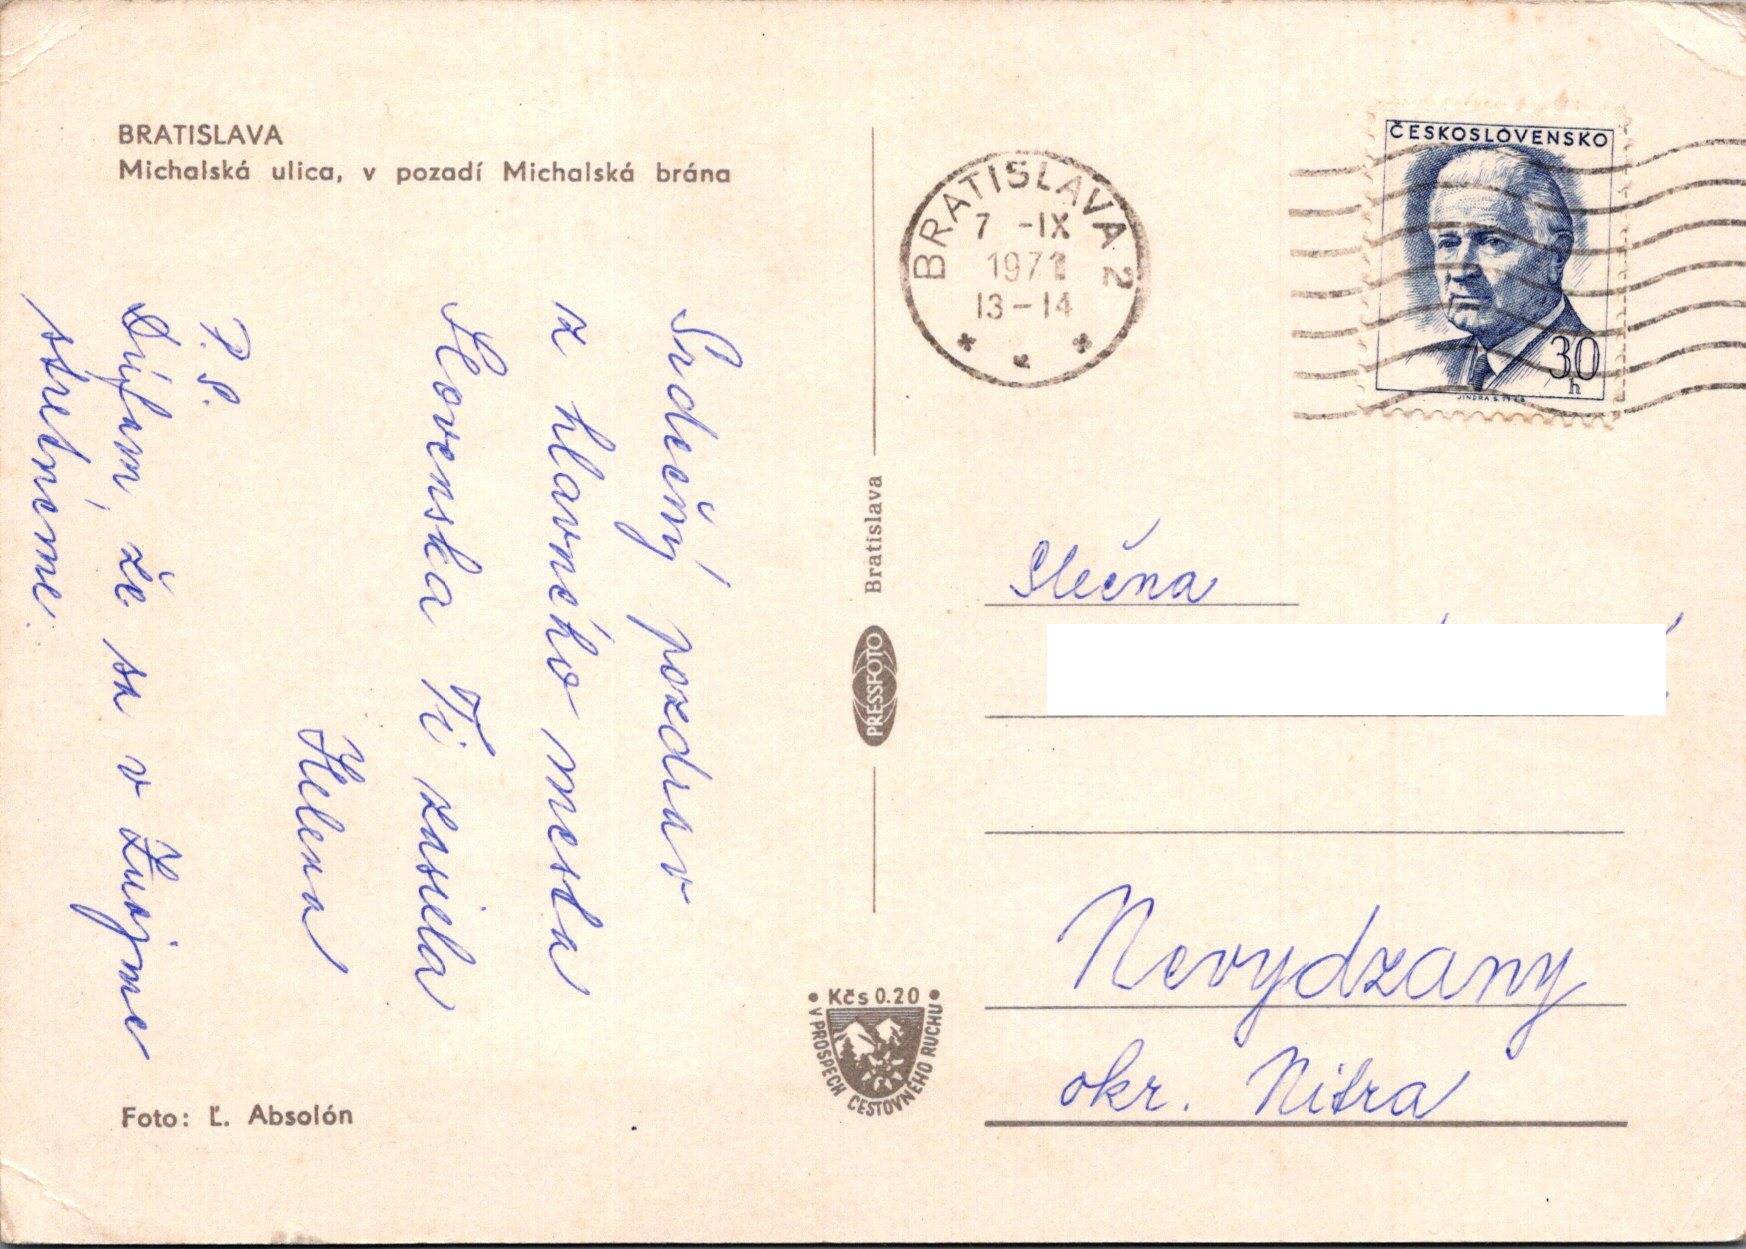 BRATISLAVA
Michalská ulica, v pozadí Michalská brána
Srdečný pozdrav
z hlavného mesta
Slovenska Ti zasiela
Helena
P.S.
Dúfam, že sa v Znojme
stretneme.
Foto: Ľ. Absolón
Bratislava
PRESSFOTO
Kčs 0.20
V PROSPECH CESTOVNÉHO RUCHU
BRATISLAVA 2
7 -IX
1971
13-14
ČESKOSLOVENSKO
30
h
Slečna
Nevydzany
okr. Nitra